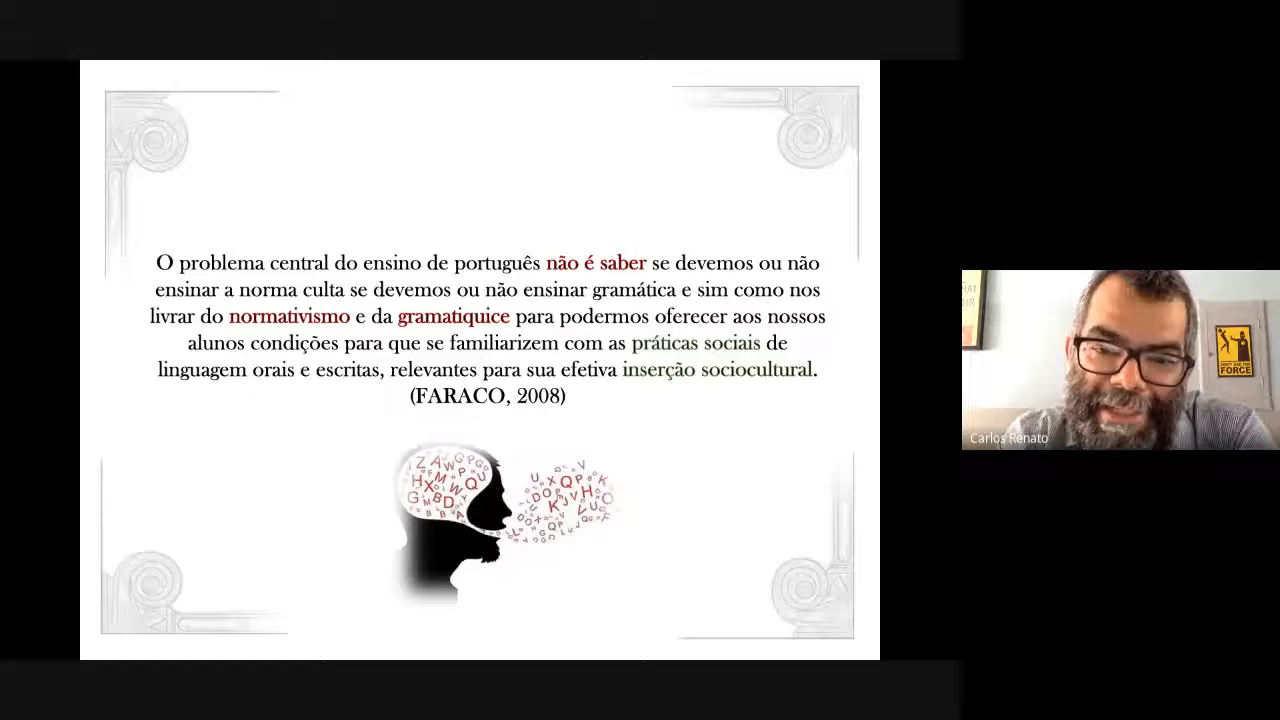 O problema central do ensino de português não é saber se devemos ou não
ensinar a norma culta se devemos ou não ensinar gramática e sim como nos
livrar do normativismo e da gramatiquice para podermos oferecer aos nossos
alunos condições para que se familiarizem com as práticas sociais de
linguagem orais e escritas, relevantes para sua efetiva inserção sociocultural.
(FARACO, 2008)
FORCE
Carlos Renato